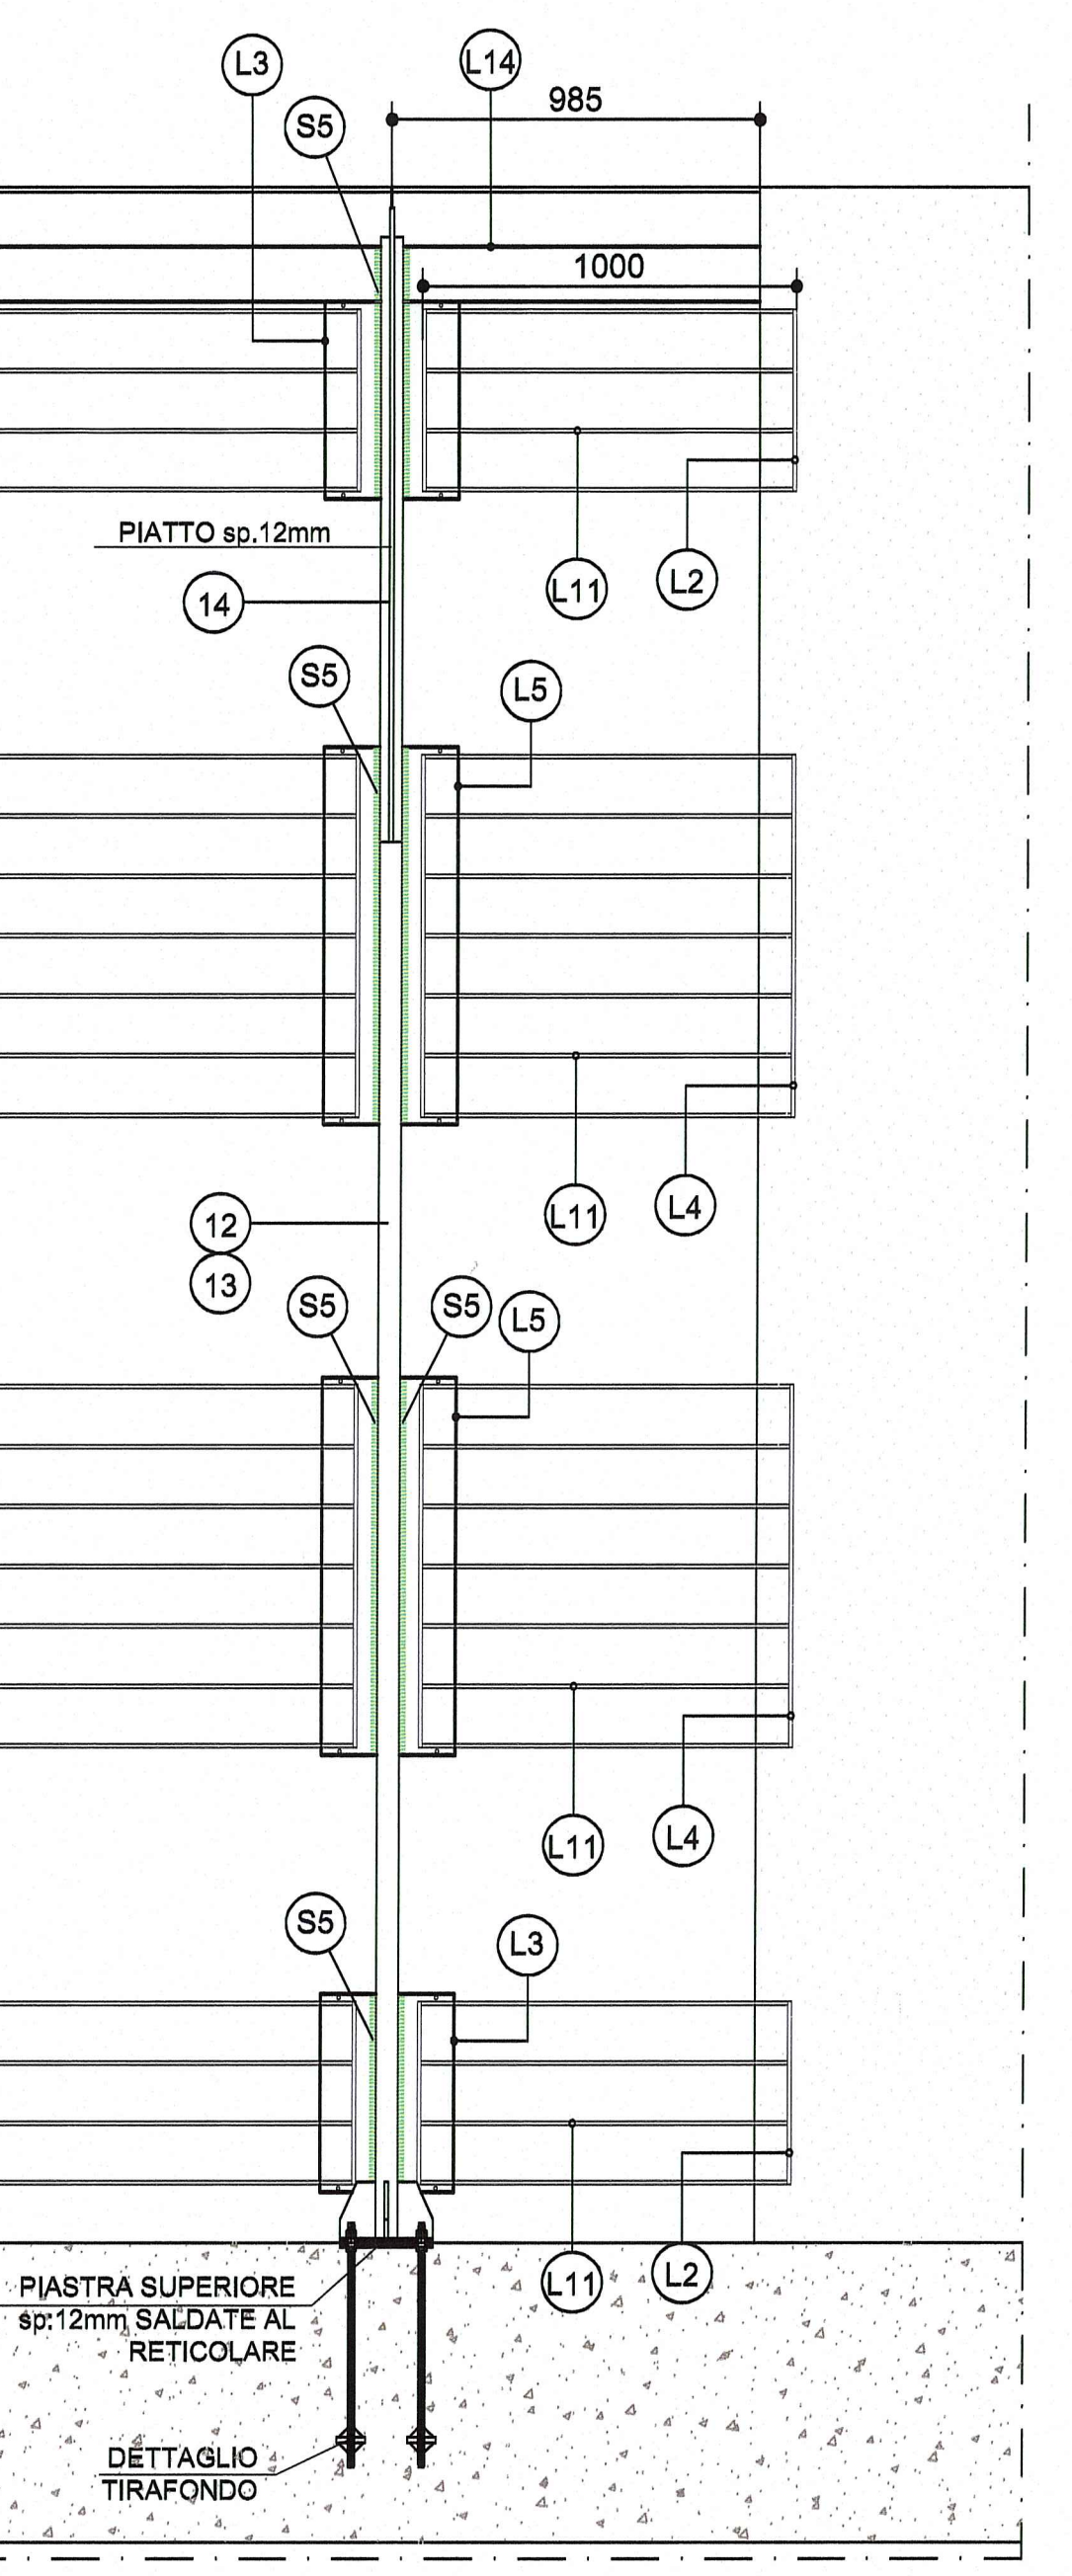 L3
L14
985
S5
1000
PIATTO sp.12mm
14
L11
L2
S5
L5
12
13
L11
L4
S5
S5
L5
L11
L4
S5
L3
L11
L2
PIASTRA SUPERIORE
sp.12mm SALDATE AL
RETICOLARE
DETTAGLIO
TIRAFONDO